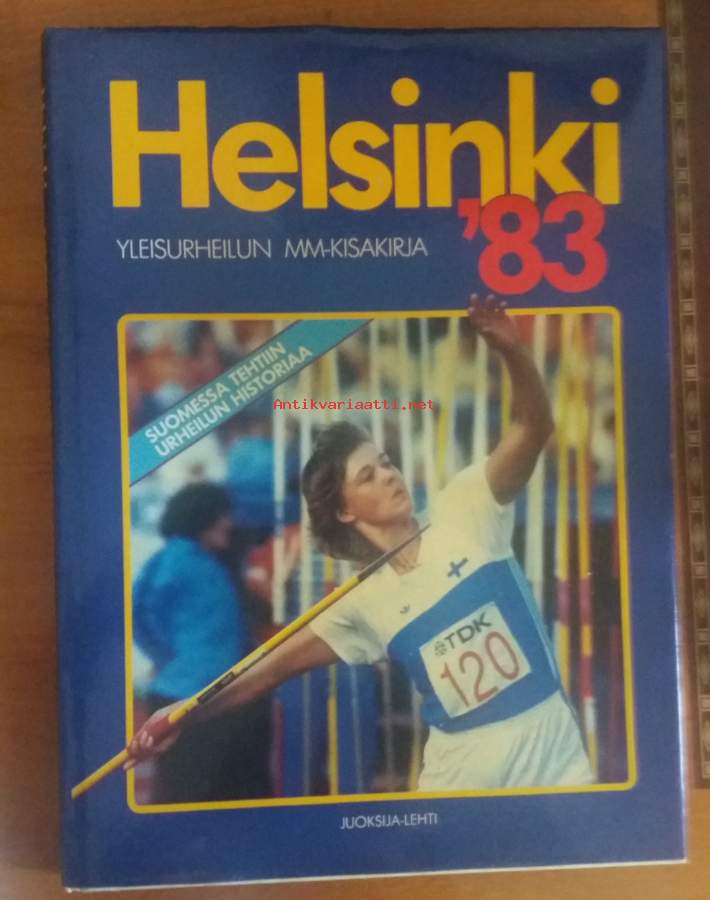 Helsinki
'83
YLEISURHEILUN MM-KISAKIRJA
SUOMESSA TEHTIIN
URHEILUN HISTORIAA
Antikvariaatti.net
TDK
120
JUOKSIJA-LEHTI